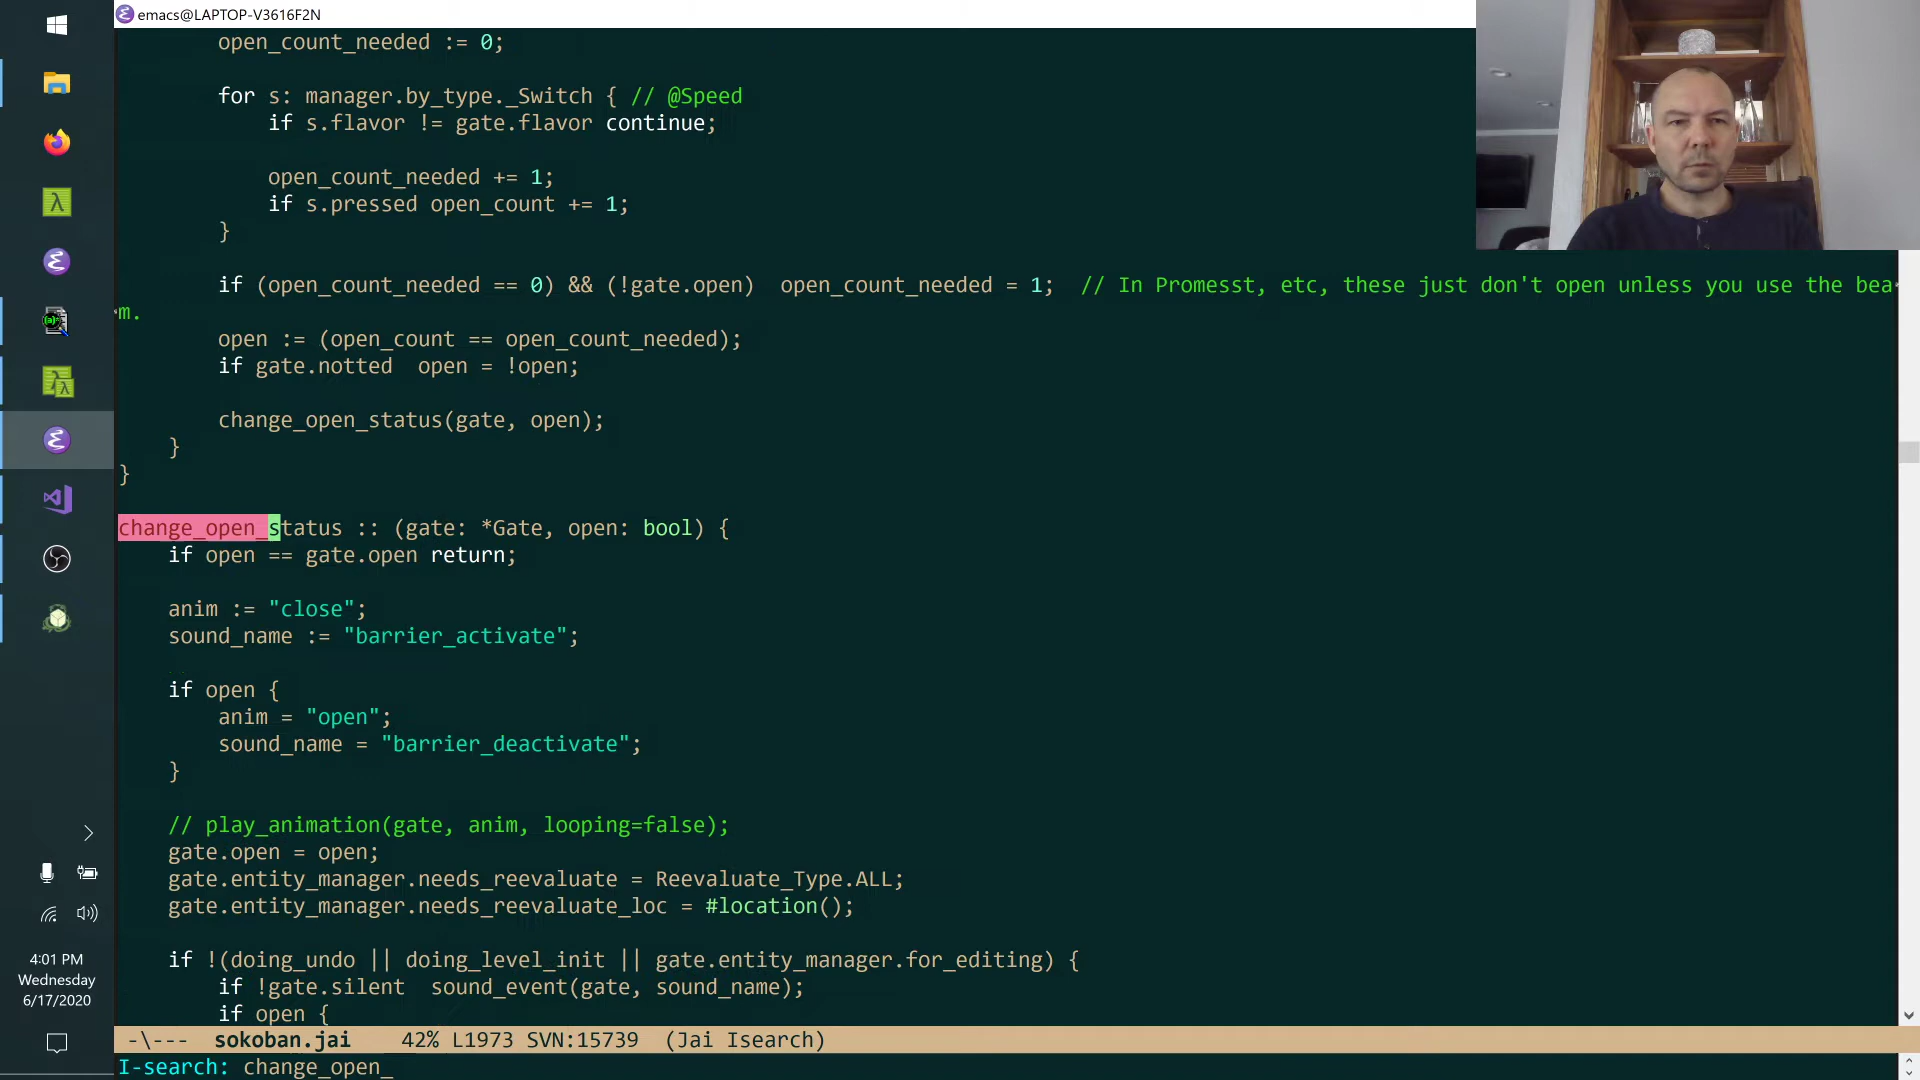 emacs@LAPTOP-V3616F2N
open_count_needed := 0;
for s: manager.by_type._Switch { // @Speed
if s.flavor != gate.flavor continue;
open_count_needed += 1;
if s.pressed open_count += 1;
}
if (open_count_needed == 0) && (!gate.open)  open_count_needed = 1;  // In Promesst, etc, these just don't open unless you use the bea
m.
open := (open_count == open_count_needed);
if gate.notted  open = !open;
change_open_status(gate, open);
}
}
change_open_status :: (gate: *Gate, open: bool) {
if open == gate.open return;
anim := "close";
sound_name := "barrier_activate";
if open {
anim = "open";
sound_name = "barrier_deactivate";
}
// play_animation(gate, anim, looping=false);
gate.open = open;
gate.entity_manager.needs_reevaluate = Reevaluate_Type.ALL;
gate.entity_manager.needs_reevaluate_loc = #location();
if !(doing_undo || doing_level_init || gate.entity_manager.for_editing) {
if !gate.silent  sound_event(gate, sound_name);
if open {
-\---  sokoban.jai    42% L1973 SVN:15739  (Jai Isearch)
I-search: change_open_
4:01 PM
Wednesday
6/17/2020